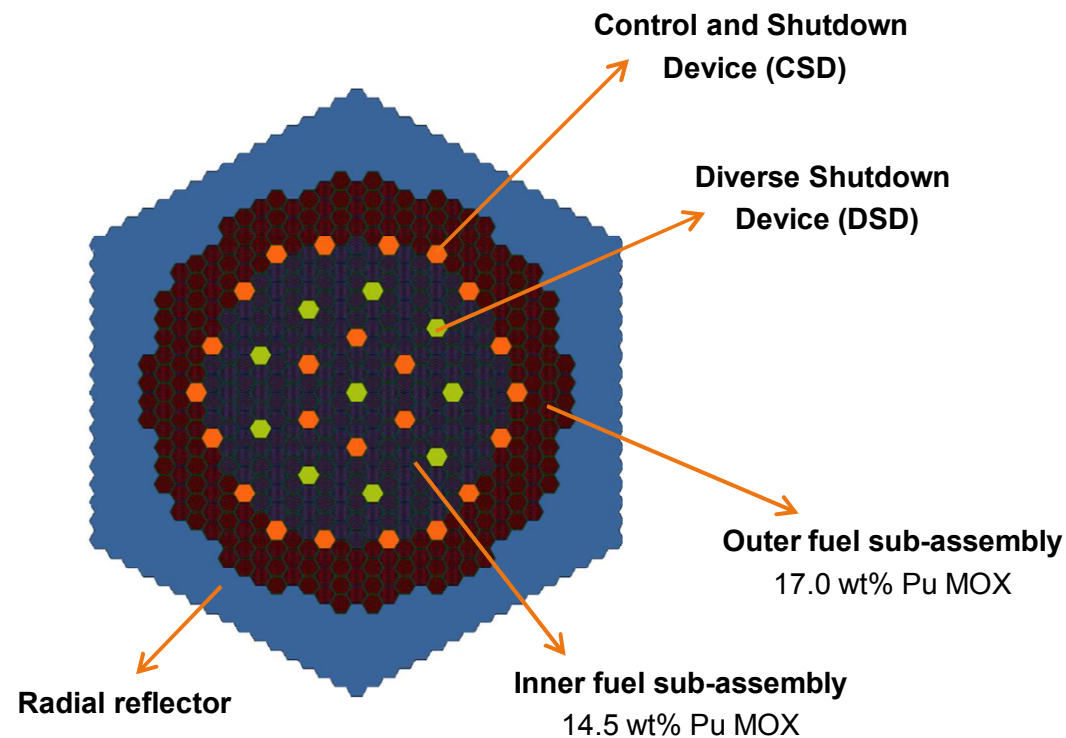 Control and Shutdown
Device (CSD)
Diverse Shutdown
Device (DSD)
Outer fuel sub-assembly
17.0 wt% Pu MOX
Inner fuel sub-assembly
14.5 wt% Pu MOX
Radial reflector